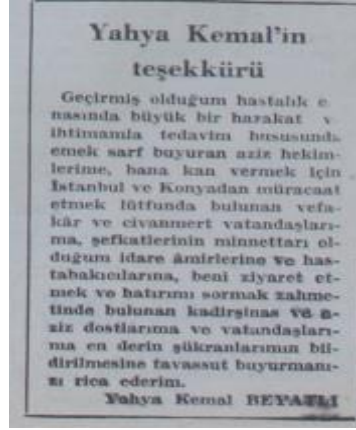 Yahya Kemal'in
teşekkürü
Geçirmiş olduğum hastalık e
nasında büyük bir hazakat v
ihtimamla tedavim hususunda
emek sarf buyuran aziz hekim-
lerime, bana kan vermek için
İstanbul ve Konyadan müracaat
etmek lûtfunda bulunan vefa-
kâr ve civanmert vatandaşları-
ma, şefkatlerinin minnettarı ol-
duğum idare âmirlerine ve has-
tabakıcılarına, beni ziyaret et-
mek ve hatırımı sormak zahme-
tinde bulunan kadirşinas ve a-
ziz dostlarıma ve vatandaşları-
ma en derin şükranlarımın bil-
dirilmesine tavassut buyurmanı-
zı rica ederim.
Yahya Kemal BEYATLI